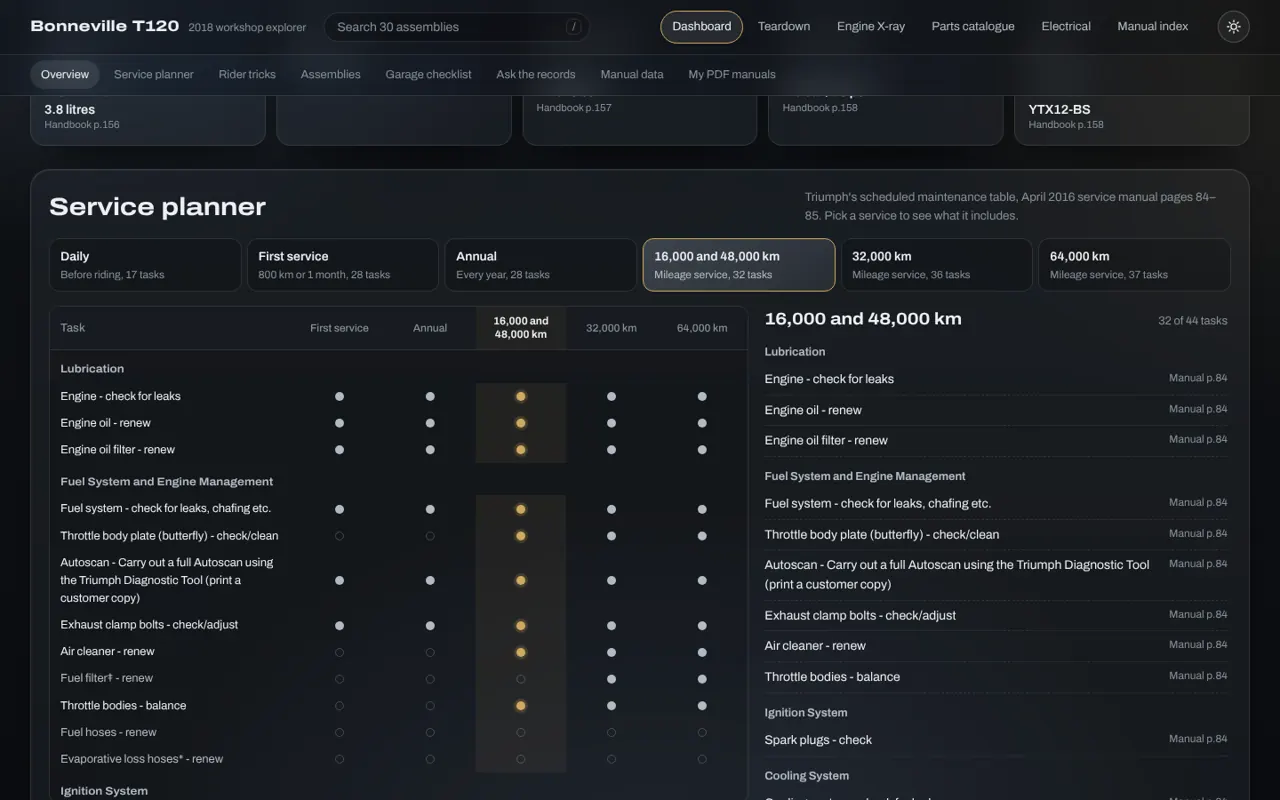 Bonneville T120 2018 workshop explorer Search 30 assemblies / Dashboard Teardown Engine X-ray Parts catalogue Electrical Manual index
Overview Service planner Rider tricks Assemblies Garage checklist Ask the records Manual data My PDF manuals
3.8 litres
Handbook p.156
Handbook p.157
Handbook p.158
YTX12-BS
Handbook p.158
Service planner
Triumph's scheduled maintenance table, April 2016 service manual pages 84–
85. Pick a service to see what it includes.
Daily
Before riding, 17 tasks
First service
800 km or 1 month, 28 tasks
Annual
Every year, 28 tasks
16,000 and 48,000 km
Mileage service, 32 tasks
32,000 km
Mileage service, 36 tasks
64,000 km
Mileage service, 37 tasks
Task First service Annual 16,000 and
48,000 km 32,000 km 64,000 km
Lubrication
Engine - check for leaks
Engine oil - renew
Engine oil filter - renew
Fuel System and Engine Management
Fuel system - check for leaks, chafing etc.
Throttle body plate (butterfly) - check/clean
Autoscan - Carry out a full Autoscan using
the Triumph Diagnostic Tool (print a
customer copy)
Exhaust clamp bolts - check/adjust
Air cleaner - renew
Fuel filter‡ - renew
Throttle bodies - balance
Fuel hoses - renew
Evaporative loss hoses* - renew
Ignition System
16,000 and 48,000 km 32 of 44 tasks
Lubrication
Engine - check for leaks Manual p.84
Engine oil - renew Manual p.84
Engine oil filter - renew Manual p.84
Fuel System and Engine Management
Fuel system - check for leaks, chafing etc. Manual p.84
Throttle body plate (butterfly) - check/clean Manual p.84
Autoscan - Carry out a full Autoscan using the Triumph Diagnostic Tool Manual p.84
(print a customer copy)
Exhaust clamp bolts - check/adjust Manual p.84
Air cleaner - renew Manual p.84
Throttle bodies - balance Manual p.84
Ignition System
Spark plugs - check Manual p.84
Cooling System